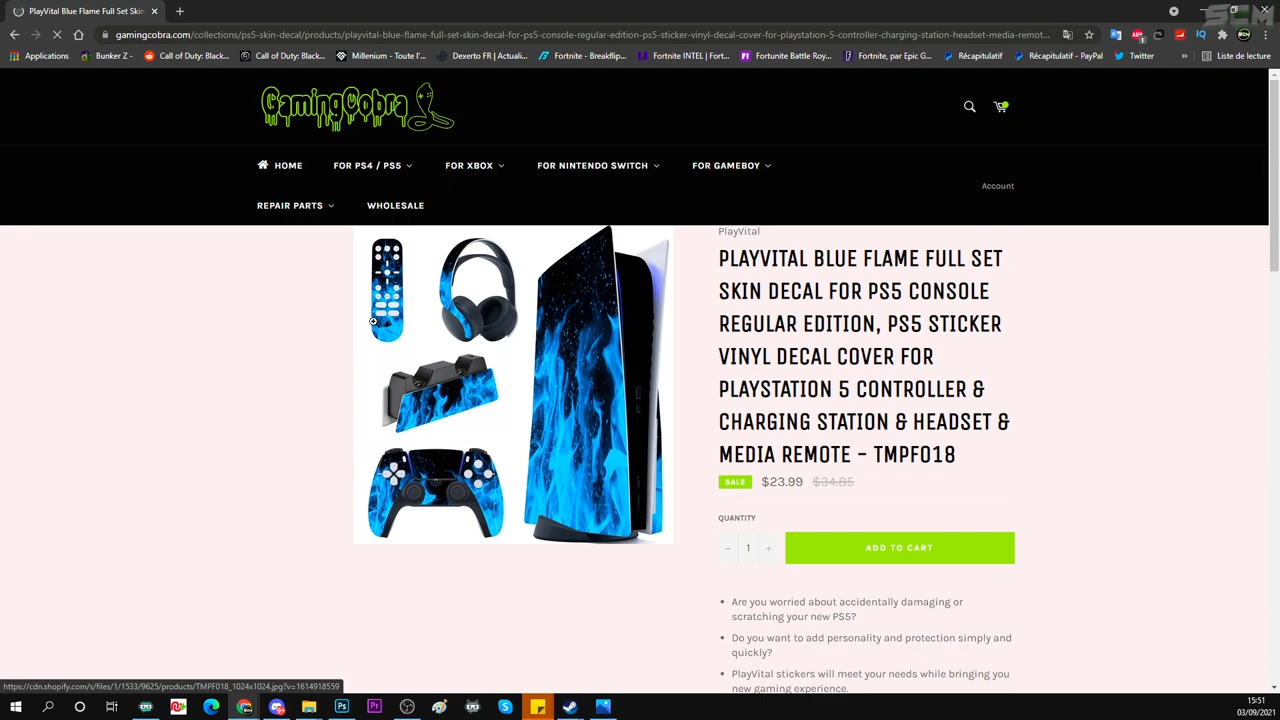 SCM
PlayVital Blue Flame Full Set Skin
gamingcobra.com/collections/ps5-skin-decal/products/playvital-blue-flame-full-set-skin-decal-for-ps5-console-regular-edition-ps5-sticker-vinyl-decal-cover-for-playstation-5-controller-charging-station-headset-media-remot...
Applications Bunker Z - Call of Duty: Black... Call of Duty: Black... Millenium - Toute l'... Dexerto FR | Actuali... Fortnite - Breakflip... Fortnite INTEL | Fort... Fortnite Battle Roy... Fortnite, par Epic G... Récapitulatif Récapitulatif - PayPal Twitter » Liste de lecture
GamingCobra
HOME FOR PS4 / PS5 FOR XBOX FOR NINTENDO SWITCH FOR GAMEBOY
Account
REPAIR PARTS WHOLESALE
PlayVital
PLAYVITAL BLUE FLAME FULL SET
SKIN DECAL FOR PS5 CONSOLE
REGULAR EDITION, PS5 STICKER
VINYL DECAL COVER FOR
PLAYSTATION 5 CONTROLLER &
CHARGING STATION & HEADSET &
MEDIA REMOTE - TMPF018
SALE $23.99 $34.85
QUANTITY
− 1 + ADD TO CART
• Are you worried about accidentally damaging or
scratching your new PS5?
• Do you want to add personality and protection simply and
quickly?
• PlayVital stickers will meet your needs while bringing you
new gaming experience.
https://cdn.shopify.com/s/files/1/1533/9625/products/TMPF018_1024x1024.jpg?v=1614918559
15:51
03/09/2021